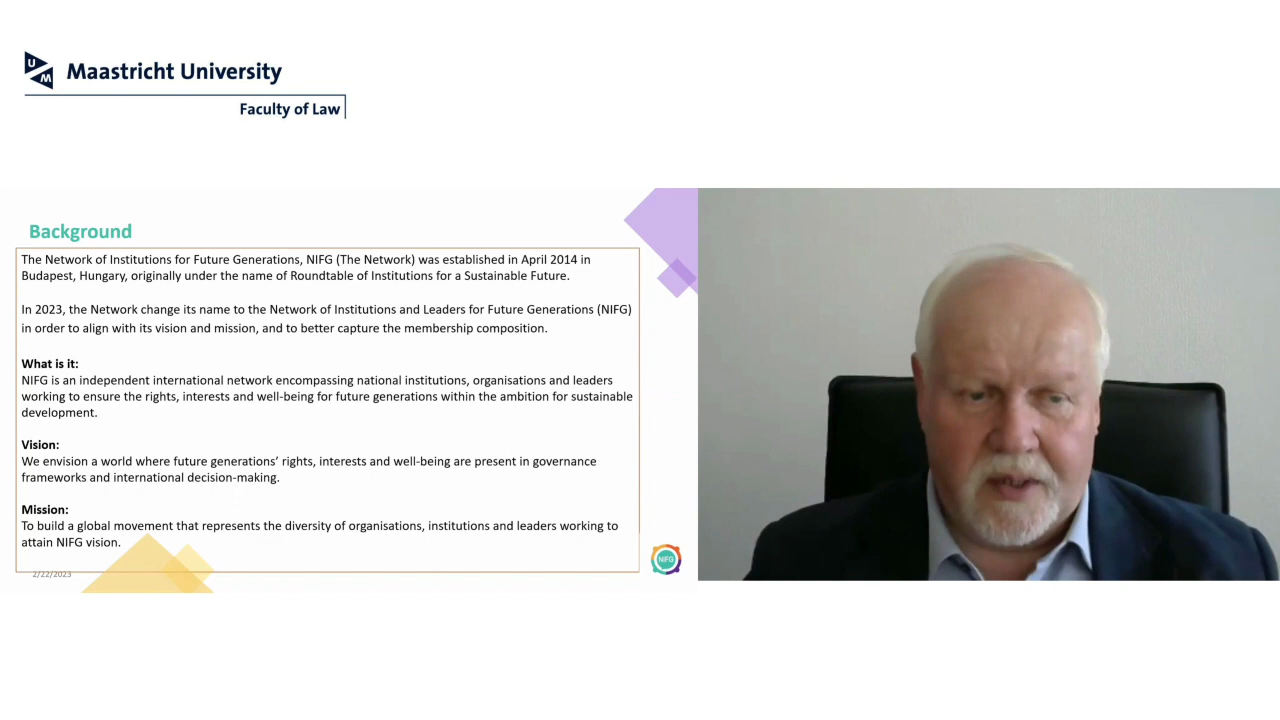 UM
Maastricht University
Faculty of Law
Background
The Network of Institutions for Future Generations, NIFG (The Network) was established in April 2014 in
Budapest, Hungary, originally under the name of Roundtable of Institutions for a Sustainable Future.
In 2023, the Network change its name to the Network of Institutions and Leaders for Future Generations (NIFG)
in order to align with its vision and mission, and to better capture the membership composition.
What is it:
NIFG is an independent international network encompassing national institutions, organisations and leaders
working to ensure the rights, interests and well-being for future generations within the ambition for sustainable
development.
Vision:
We envision a world where future generations’ rights, interests and well-being are present in governance
frameworks and international decision-making.
Mission:
To build a global movement that represents the diversity of organisations, institutions and leaders working to
attain NIFG vision.
2/22/2023
NIFG